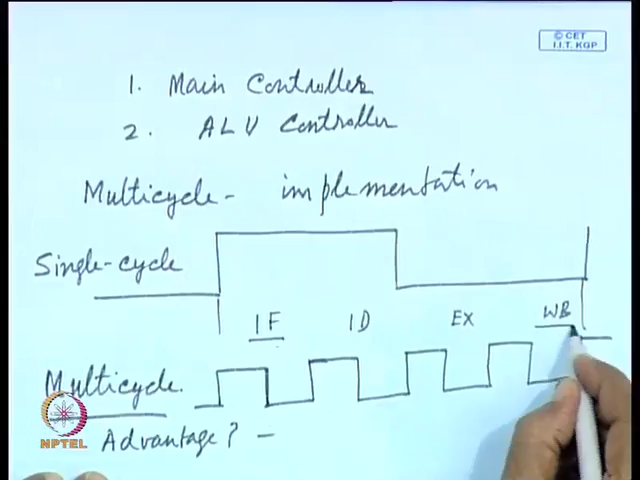 © CET
I.I.T. KGP
1. Main Controller
2. ALU Controller
Multicycle- implementation
Single-cycle
IF ID EX WB
Multicycle.
NPTEL
Advantage? -